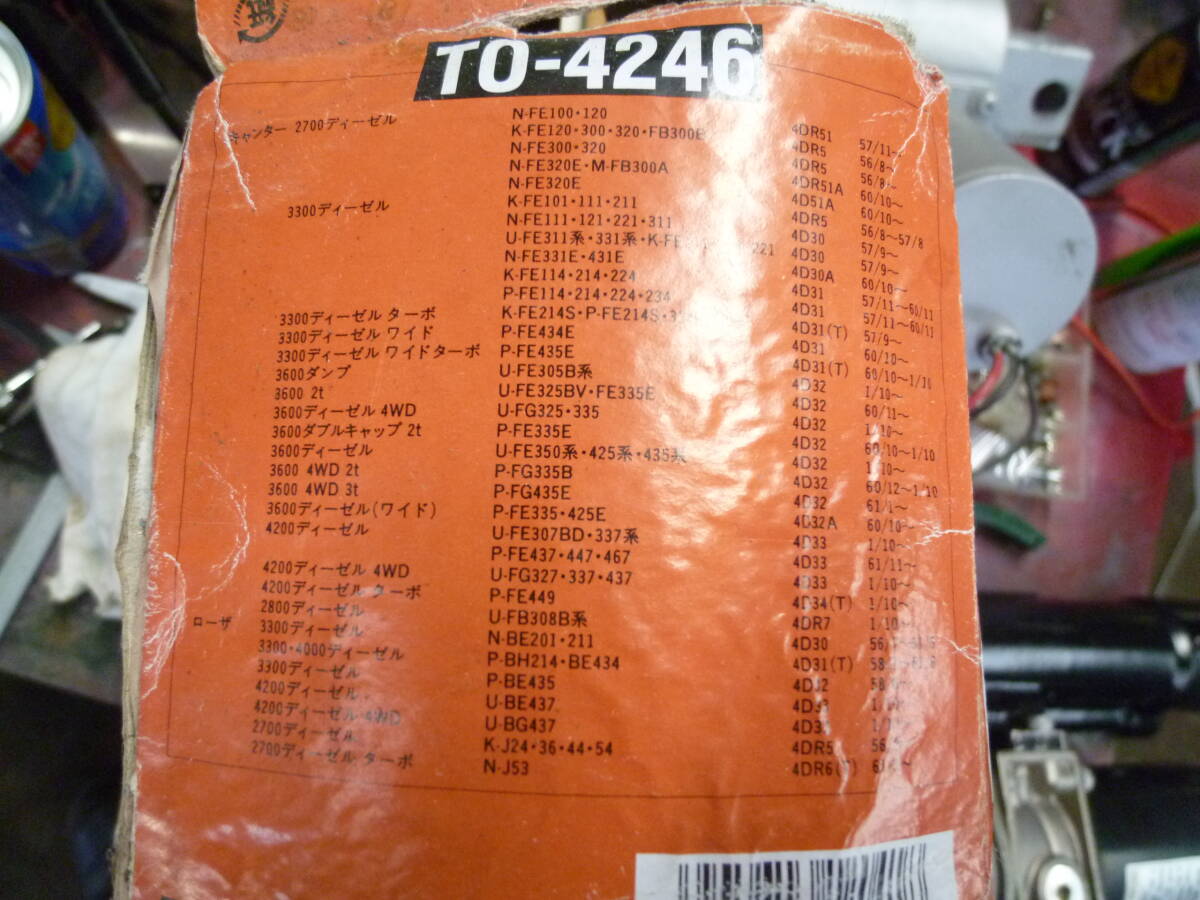 TO-4246
キャンター 2700ディーゼル N-FE100・120 4DR51 57/11~
K-FE120・300・320・FB300B 4DR5 56/8~
N-FE300・320 4DR5 56/8~
N-FE320E・M-FB300A 4DR51A 60/10~
N-FE320E 4D51A 60/10~
3300ディーゼル K-FE101・111・211 4DR5 56/8~57/8
N-FE111・121・221・311 4D30 57/9~
U-FE311系・331系・ 221 4D30 57/9~
N-FE331E・431E 4D30A 60/10~
K-FE114・214・224 4D31 57/11~60/11
P-FE114・214・224・234 4D31 57/11~60/11
3300ディーゼル ターボ K-FE214S・P-FE214S 4D31(T) 57/9~
3300ディーゼル ワイド P-FE434E 4D31 60/10~
3300ディーゼル ワイドターボ P-FE435E 4D31(T) 60/10~1/10
3600ダンプ U-FE305B系 4D32 1/10~
3600 2t U-FE325BV・FE335E 4D32 60/11~
3600ディーゼル 4WD U-FG325・335 4D32 1/10~
3600ダブルキャップ 2t P-FE335E 4D32 60/10~1/10
3600ディーゼル U-FE350系・425系・435系 4D32 1/10~
3600 4WD 2t P-FG335B 4D32 60/12~1/10
3600 4WD 3t P-FG435E 4D32 61/1~
3600ディーゼル(ワイド) P-FE335・425E 4D32A 60/10~
4200ディーゼル U-FE307BD・337系 4D33 1/10~
P-FE437・447・467 4D33 61/11~
4200ディーゼル 4WD U-FG327・337・437 4D33 1/10~
4200ディーゼル ターボ P-FE449 4D34(T) 1/10~
2800ディーゼル U-FB308B系 4DR7 1/10~
ローザ 3300ディーゼル N-BE201・211 4D30
3300・4000ディーゼル P-BH214・BE434 4D31(T)
3300ディーゼル P-BE435
4200ディーゼル U-BE437
4200ディーゼル 4WD U-BG437
2700ディーゼル K-J24・36・44・54 4DR5
2700ディーゼル ターボ N-J53 4DR6(T)